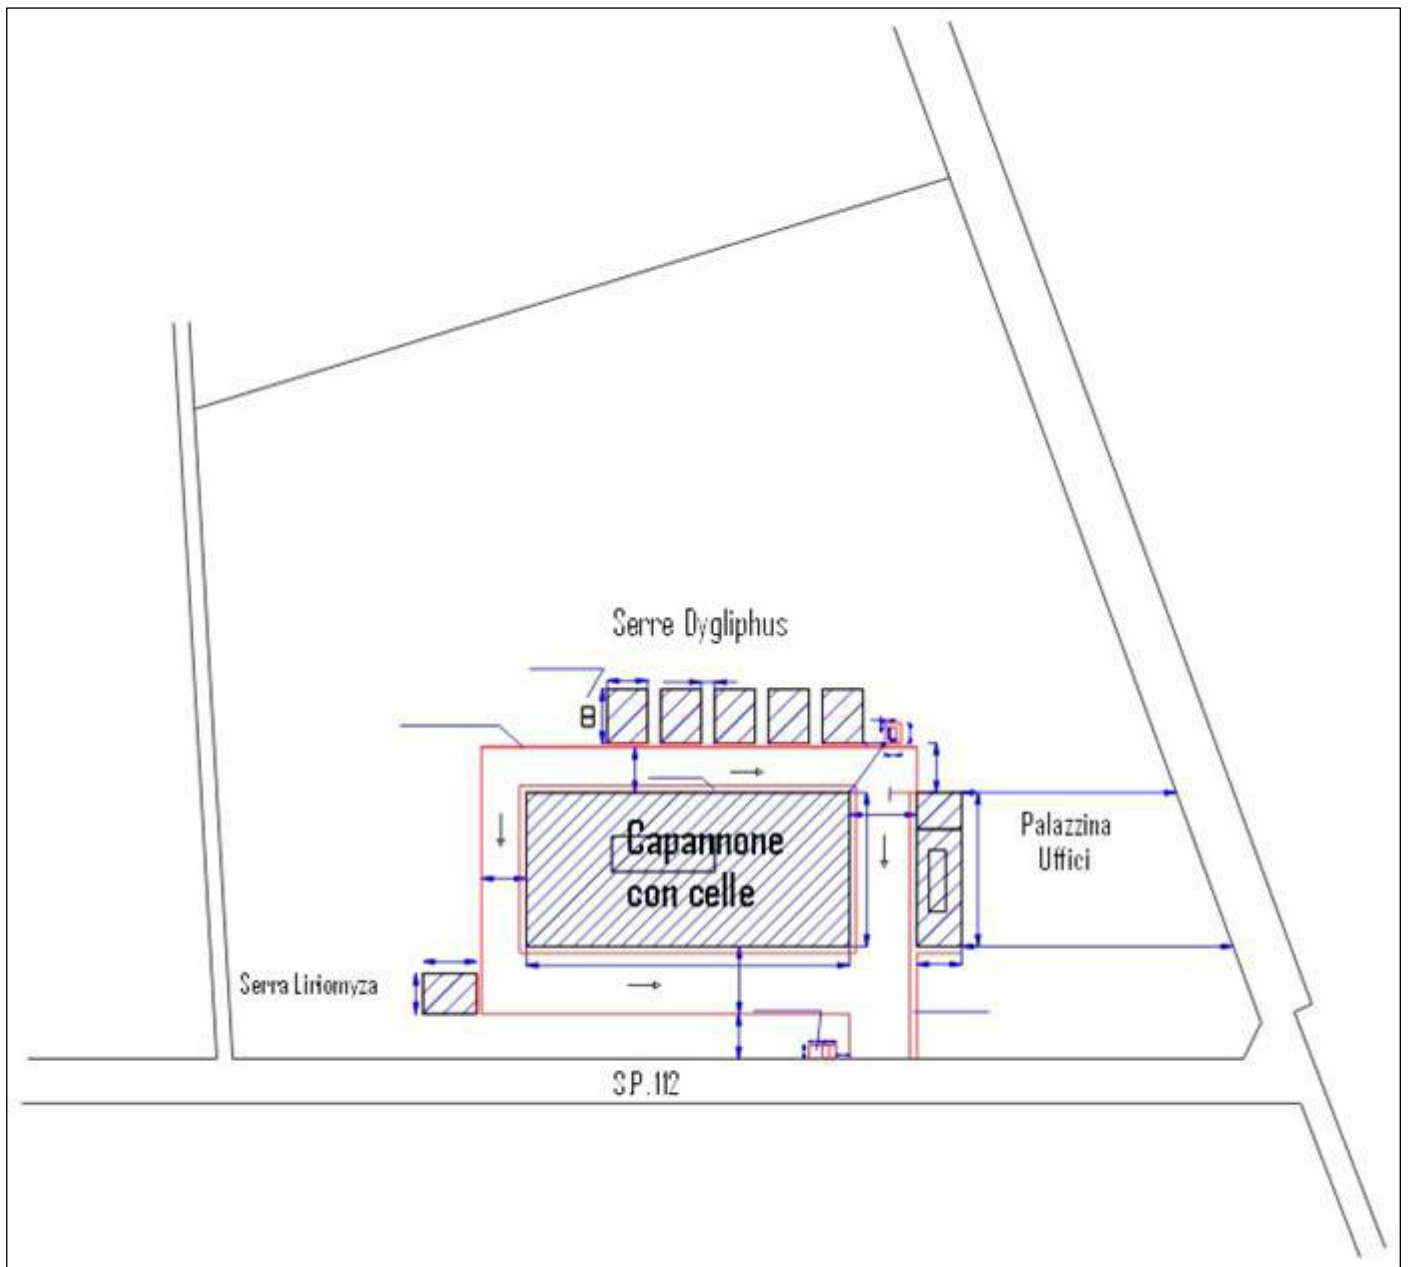 Serre Dygliphus
Capannone
con celle
Palazzina
Uffici
Serra Liriomyza
S.P.112